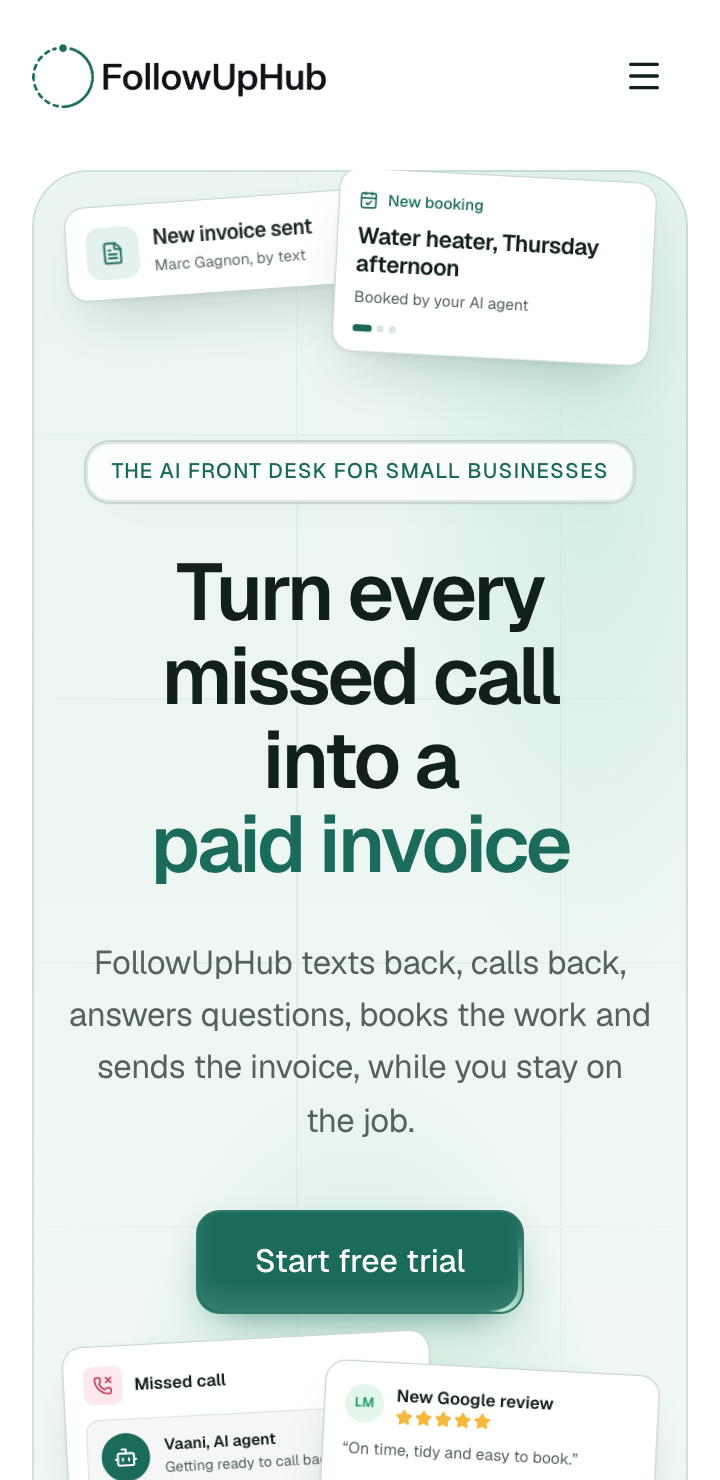 FollowUpHub
New invoice sent
Marc Gagnon, by text
New booking
Water heater, Thursday
afternoon
Booked by your AI agent
THE AI FRONT DESK FOR SMALL BUSINESSES
Turn every
missed call
into a
paid invoice
FollowUpHub texts back, calls back,
answers questions, books the work and
sends the invoice, while you stay on
the job.
Start free trial
Missed call
Vaani, AI agent
Getting ready to call
LM
New Google review
“On time, tidy and easy to book.”